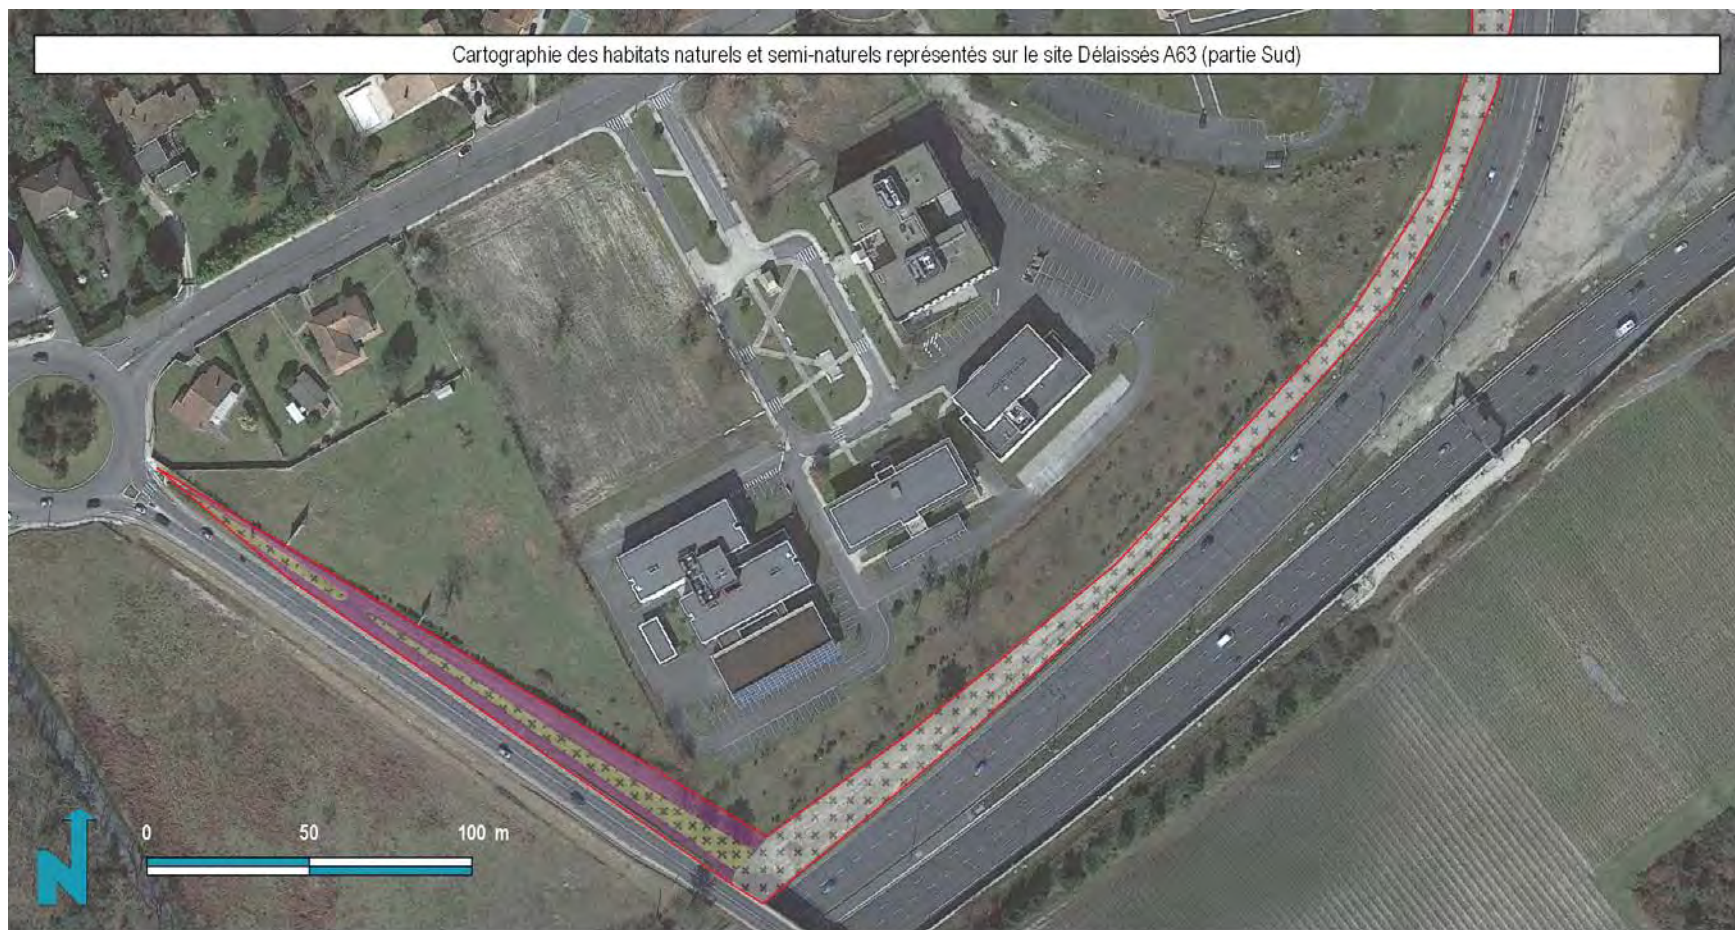 Cartographie des habitats naturels et semi-naturels représentés sur le site Délaissés A63 (partie Sud)
0 50 100 m
N